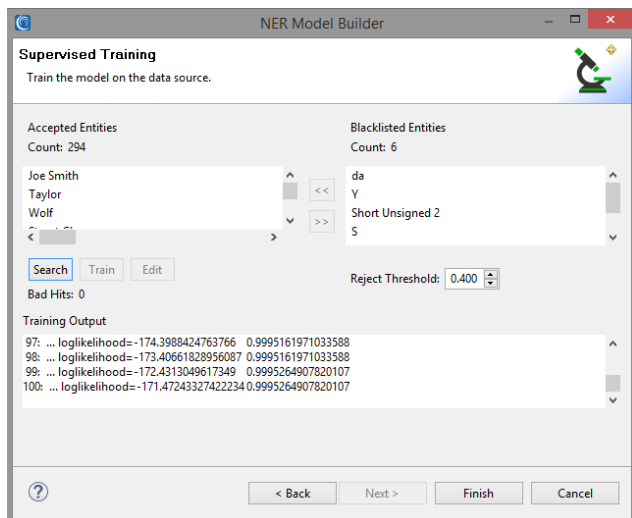 NER Model Builder
Supervised Training
Train the model on the data source.
Accepted Entities
Count: 294
Joe Smith
Taylor
Wolf
<<
>>
Blacklisted Entities
Count: 6
da
Y
Short Unsigned 2
S
Search Train Edit
Bad Hits: 0
Reject Threshold: 0.400
Training Output
97: ... loglikelihood=-174.3988424763766 0.9995161971033588
98: ... loglikelihood=-173.40661828956087 0.9995161971033588
99: ... loglikelihood=-172.4313049617349 0.9995264907820107
100: ... loglikelihood=-171.47243327422234 0.9995264907820107
< Back Next > Finish Cancel